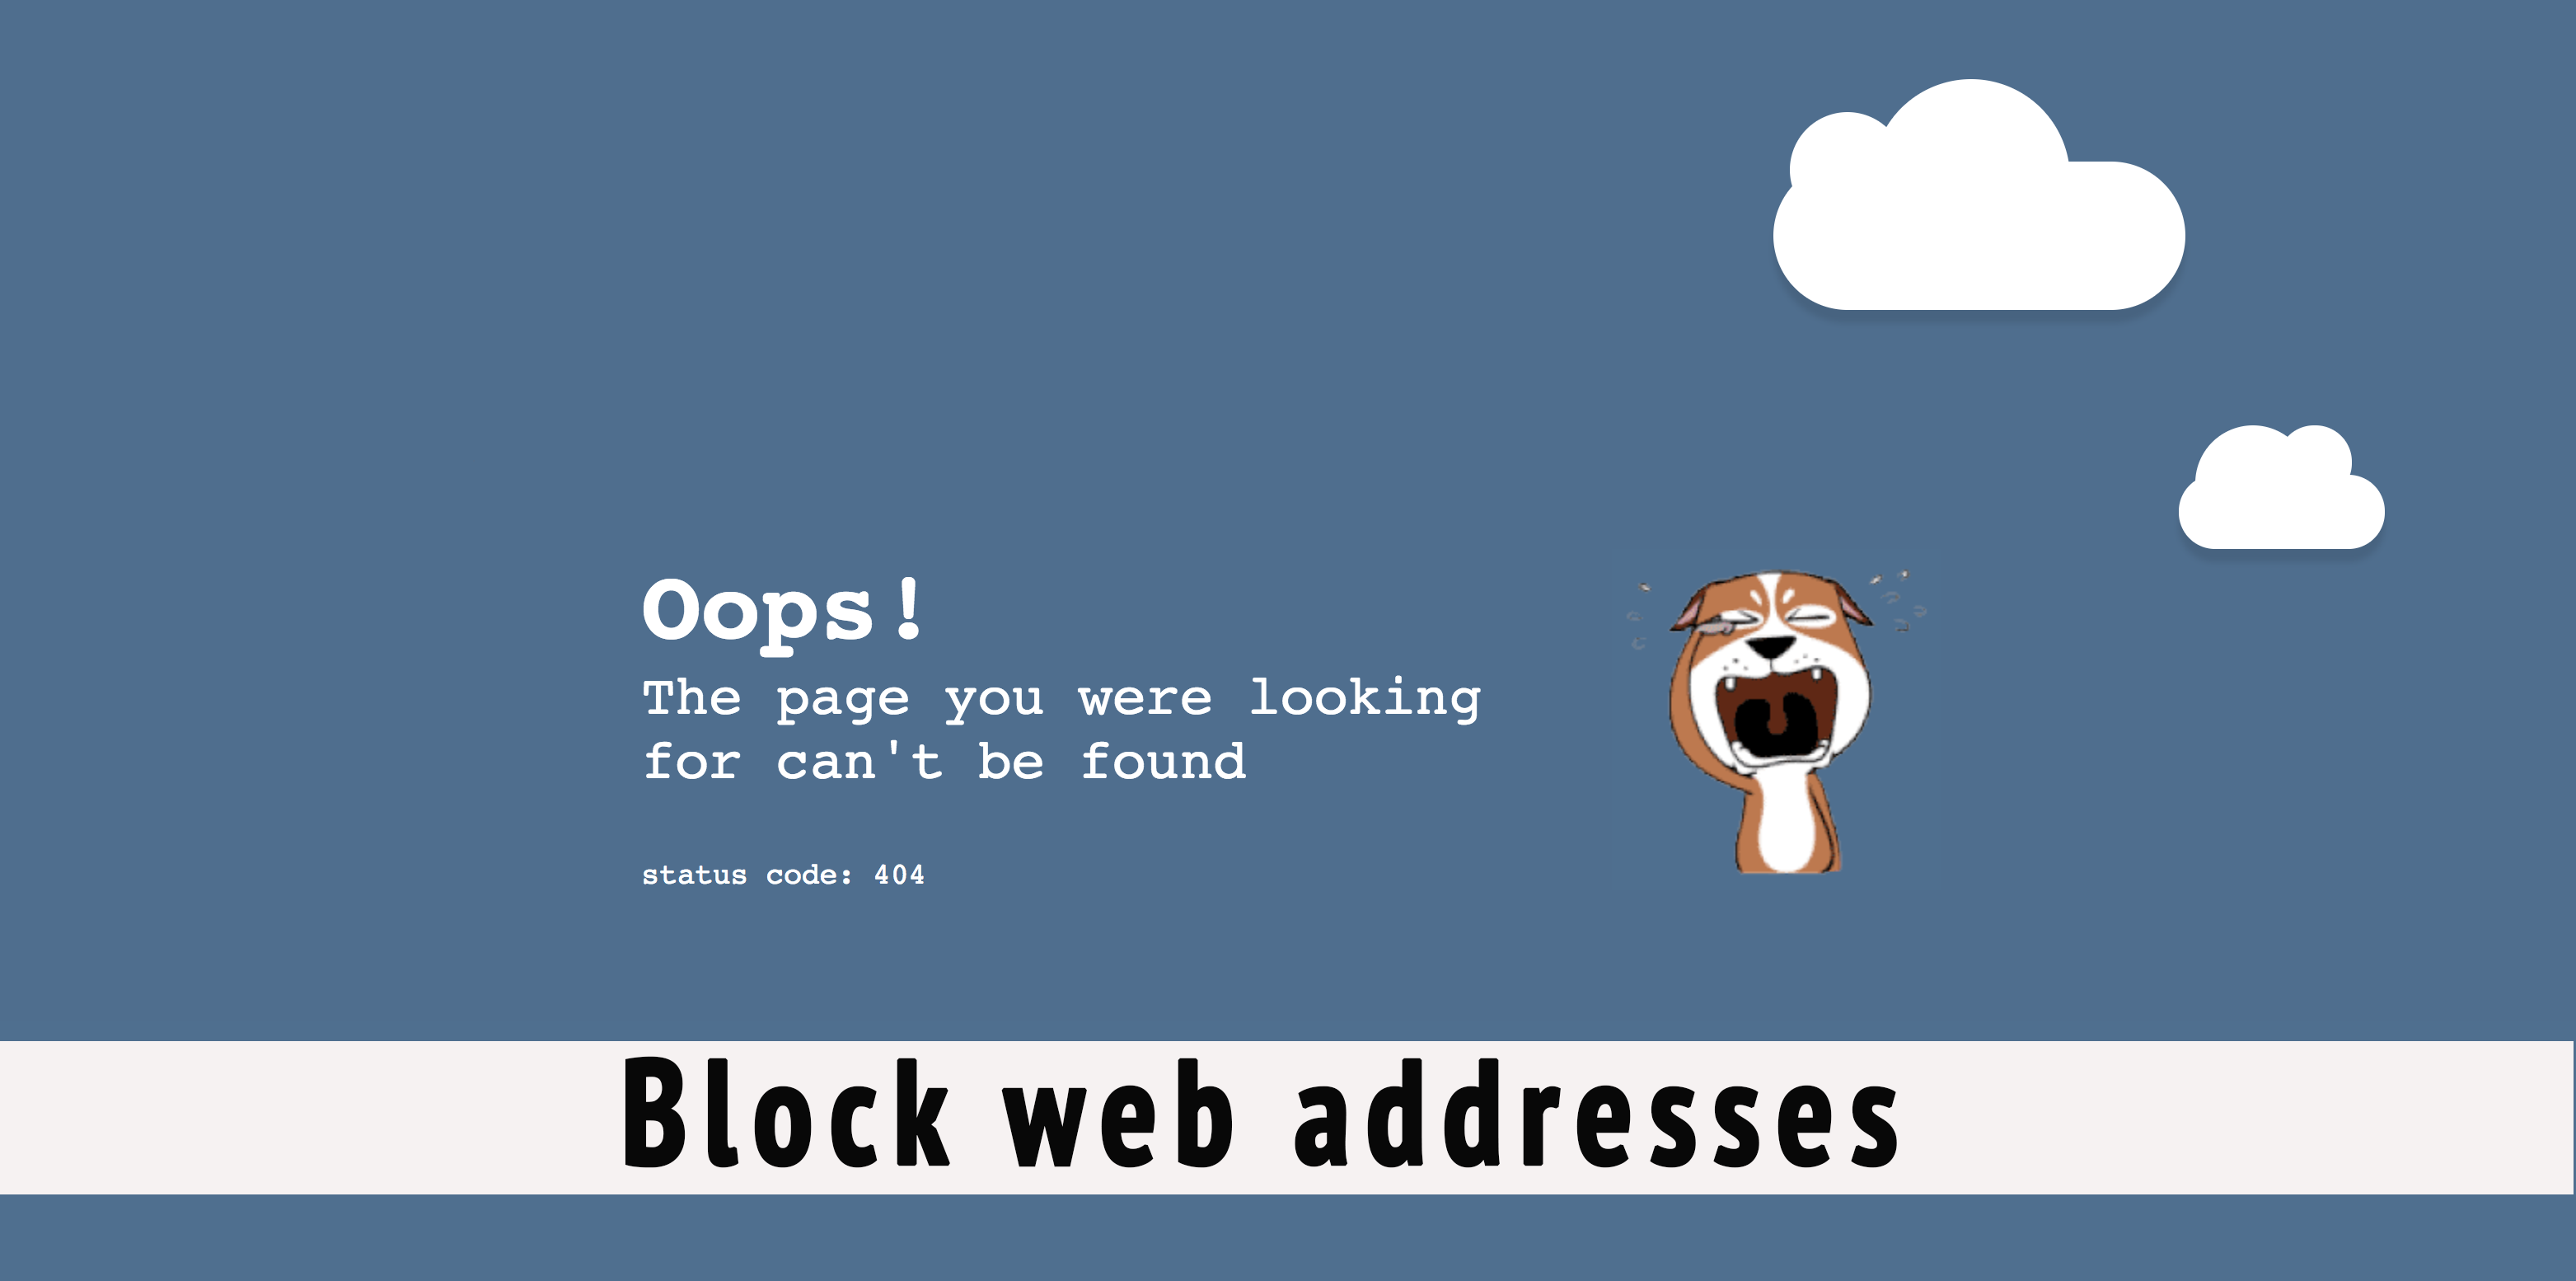 Oops!
The page you were looking
for can't be found
status code: 404
Block web addresses